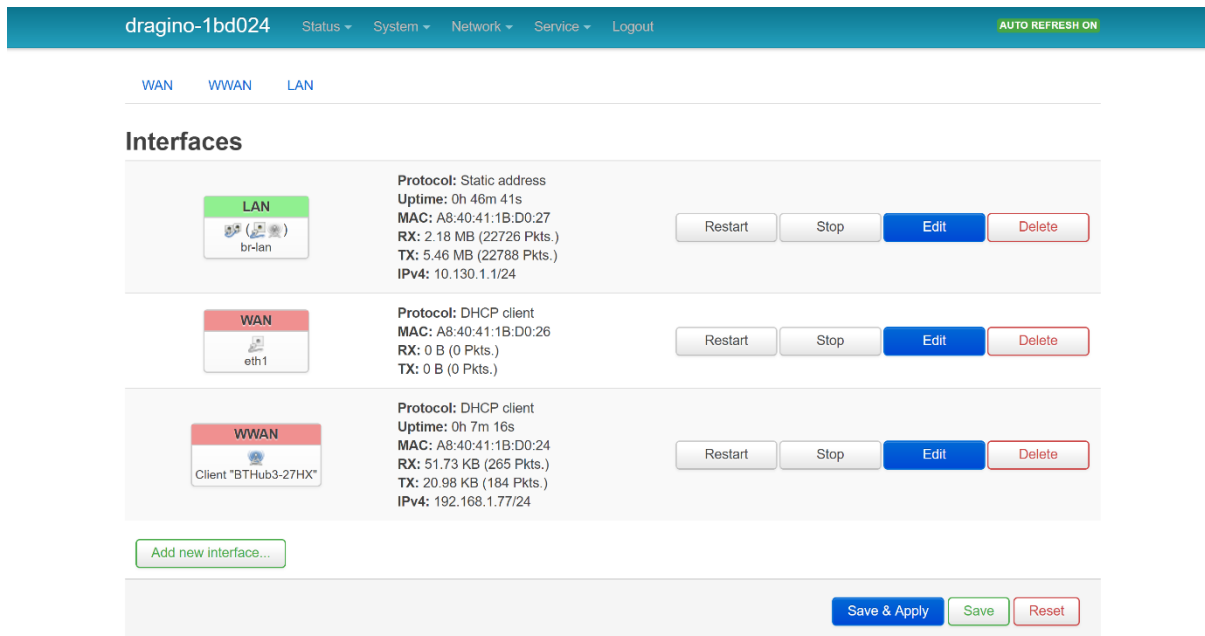 dragino-1bd024 Status System Network Service Logout AUTO REFRESH ON
WAN WWAN LAN
Interfaces
LAN
( )
br-lan
Protocol: Static address
Uptime: 0h 46m 41s
MAC: A8:40:41:1B:D0:27
RX: 2.18 MB (22726 Pkts.)
TX: 5.46 MB (22788 Pkts.)
IPv4: 10.130.1.1/24
Restart Stop Edit Delete
WAN
eth1
Protocol: DHCP client
MAC: A8:40:41:1B:D0:26
RX: 0 B (0 Pkts.)
TX: 0 B (0 Pkts.)
Restart Stop Edit Delete
WWAN
Client "BTHub3-27HX"
Protocol: DHCP client
Uptime: 0h 7m 16s
MAC: A8:40:41:1B:D0:24
RX: 51.73 KB (265 Pkts.)
TX: 20.98 KB (184 Pkts.)
IPv4: 192.168.1.77/24
Restart Stop Edit Delete
Add new interface...
Save & Apply Save Reset